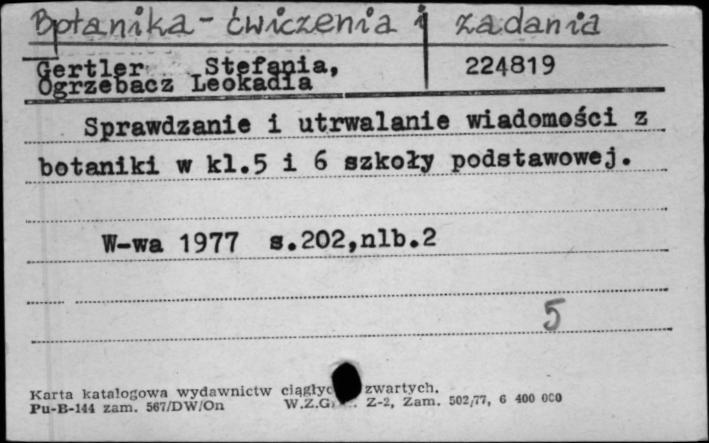 Botanika - ćwiczenia i zadania
Gertler Stefania, 224819
Ogrzebacz Leokadia
Sprawdzanie i utrwalanie wiadomości z
botaniki w kl.5 i 6 szkoły podstawowej.
W-wa 1977 s.202,nlb.2
5
Karta katalogowa wydawnictw ciągłyc zwartych.
Pu-B-144 zam. 567/DW/On W.Z.G. Z-2, Zam. 502/77, 6 400 000